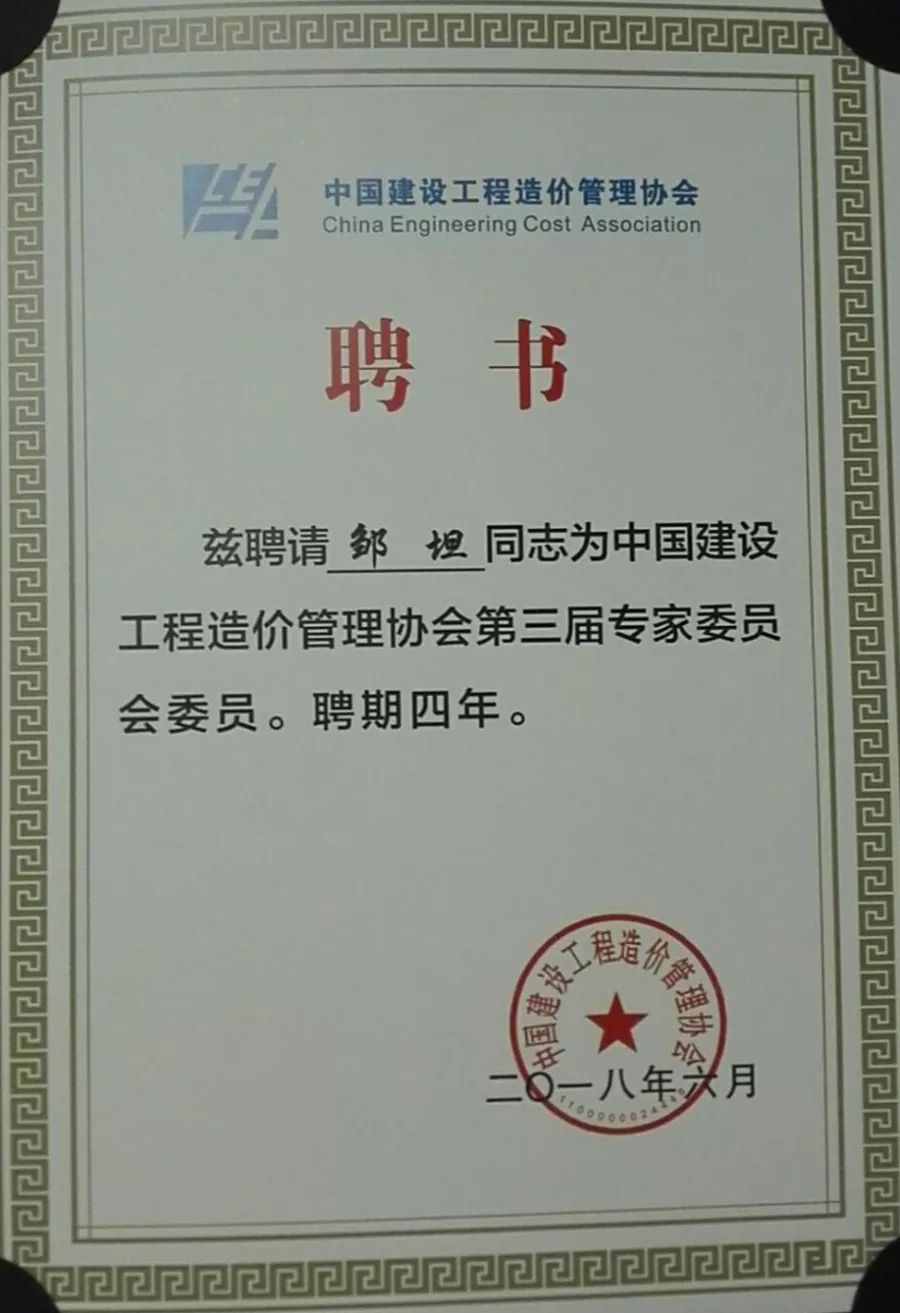 中国建设工程造价管理协会
China Engineering Cost Association
聘 书
兹聘请 邹 坦 同志为中国建设
工程造价管理协会第三届专家委员
会委员。聘期四年。
中国建设工程造价管理协会
二〇一八年六月